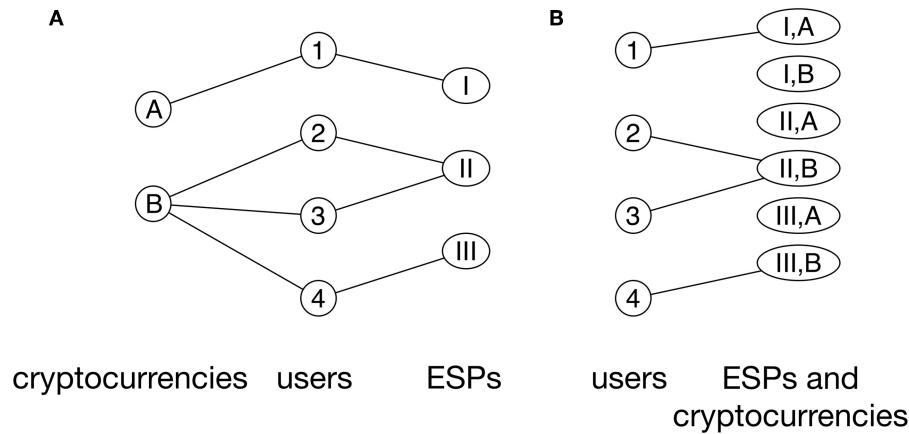 A
B
1
2
3
4
A
B
I
II
III
1
2
3
4
I,A
I,B
II,A
II,B
III,A
III,B
cryptocurrencies users ESPs
users ESPs and
cryptocurrencies